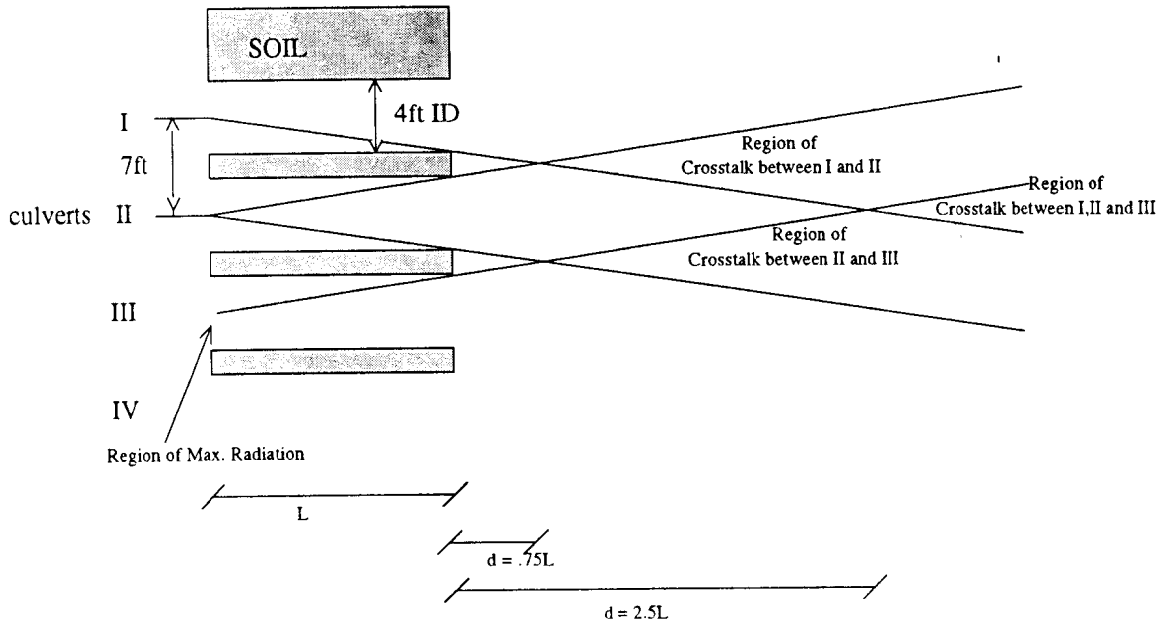 SOIL
I
4ft ID
7ft
Region of
Crosstalk between I and II
culverts II
Region of
Crosstalk between I,II and III
Region of
Crosstalk between II and III
III
IV
Region of Max. Radiation
L
d = .75L
d = 2.5L